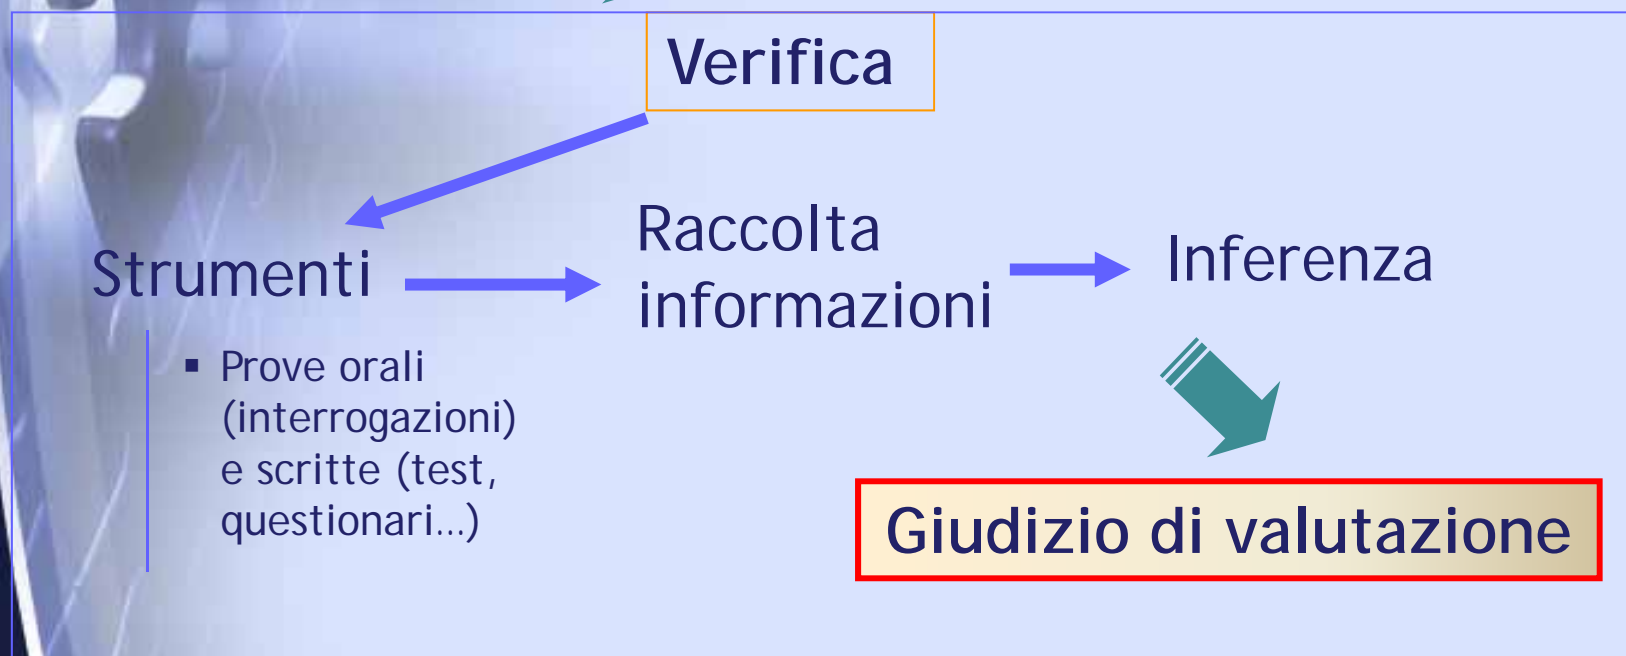 Verifica
Strumenti
Raccolta
informazioni
Inferenza
▪ Prove orali
(interrogazioni)
e scritte (test,
questionari...)
Giudizio di valutazione